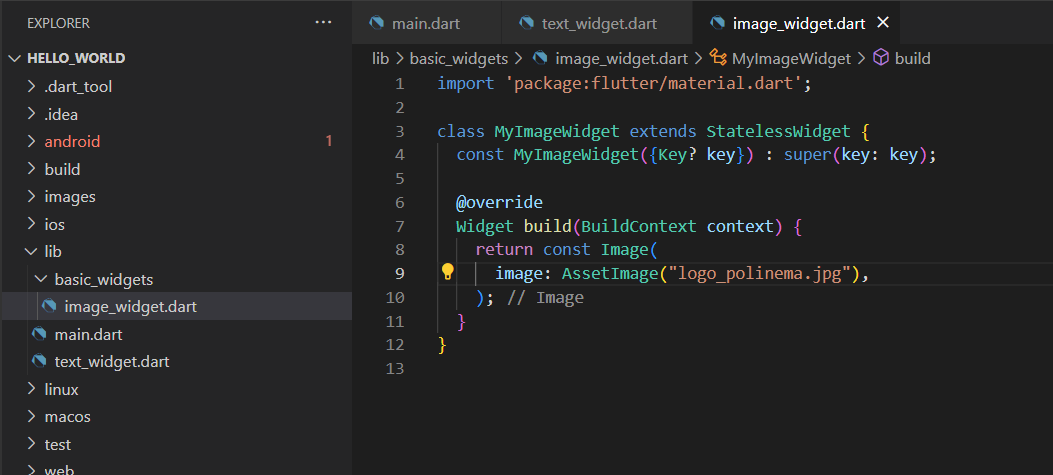 EXPLORER
HELLO_WORLD
.dart_tool
.idea
android 1
build
images
ios
lib
basic_widgets
image_widget.dart
main.dart
text_widget.dart
linux
macos
test
web
main.dart text_widget.dart image_widget.dart
lib > basic_widgets > image_widget.dart > MyImageWidget > build
1 import 'package:flutter/material.dart';
2
3 class MyImageWidget extends StatelessWidget {
4 const MyImageWidget({Key? key}) : super(key: key);
5
6 @override
7 Widget build(BuildContext context) {
8 return const Image(
9 image: AssetImage("logo_polinema.jpg"),
10 ); // Image
11 }
12 }
13